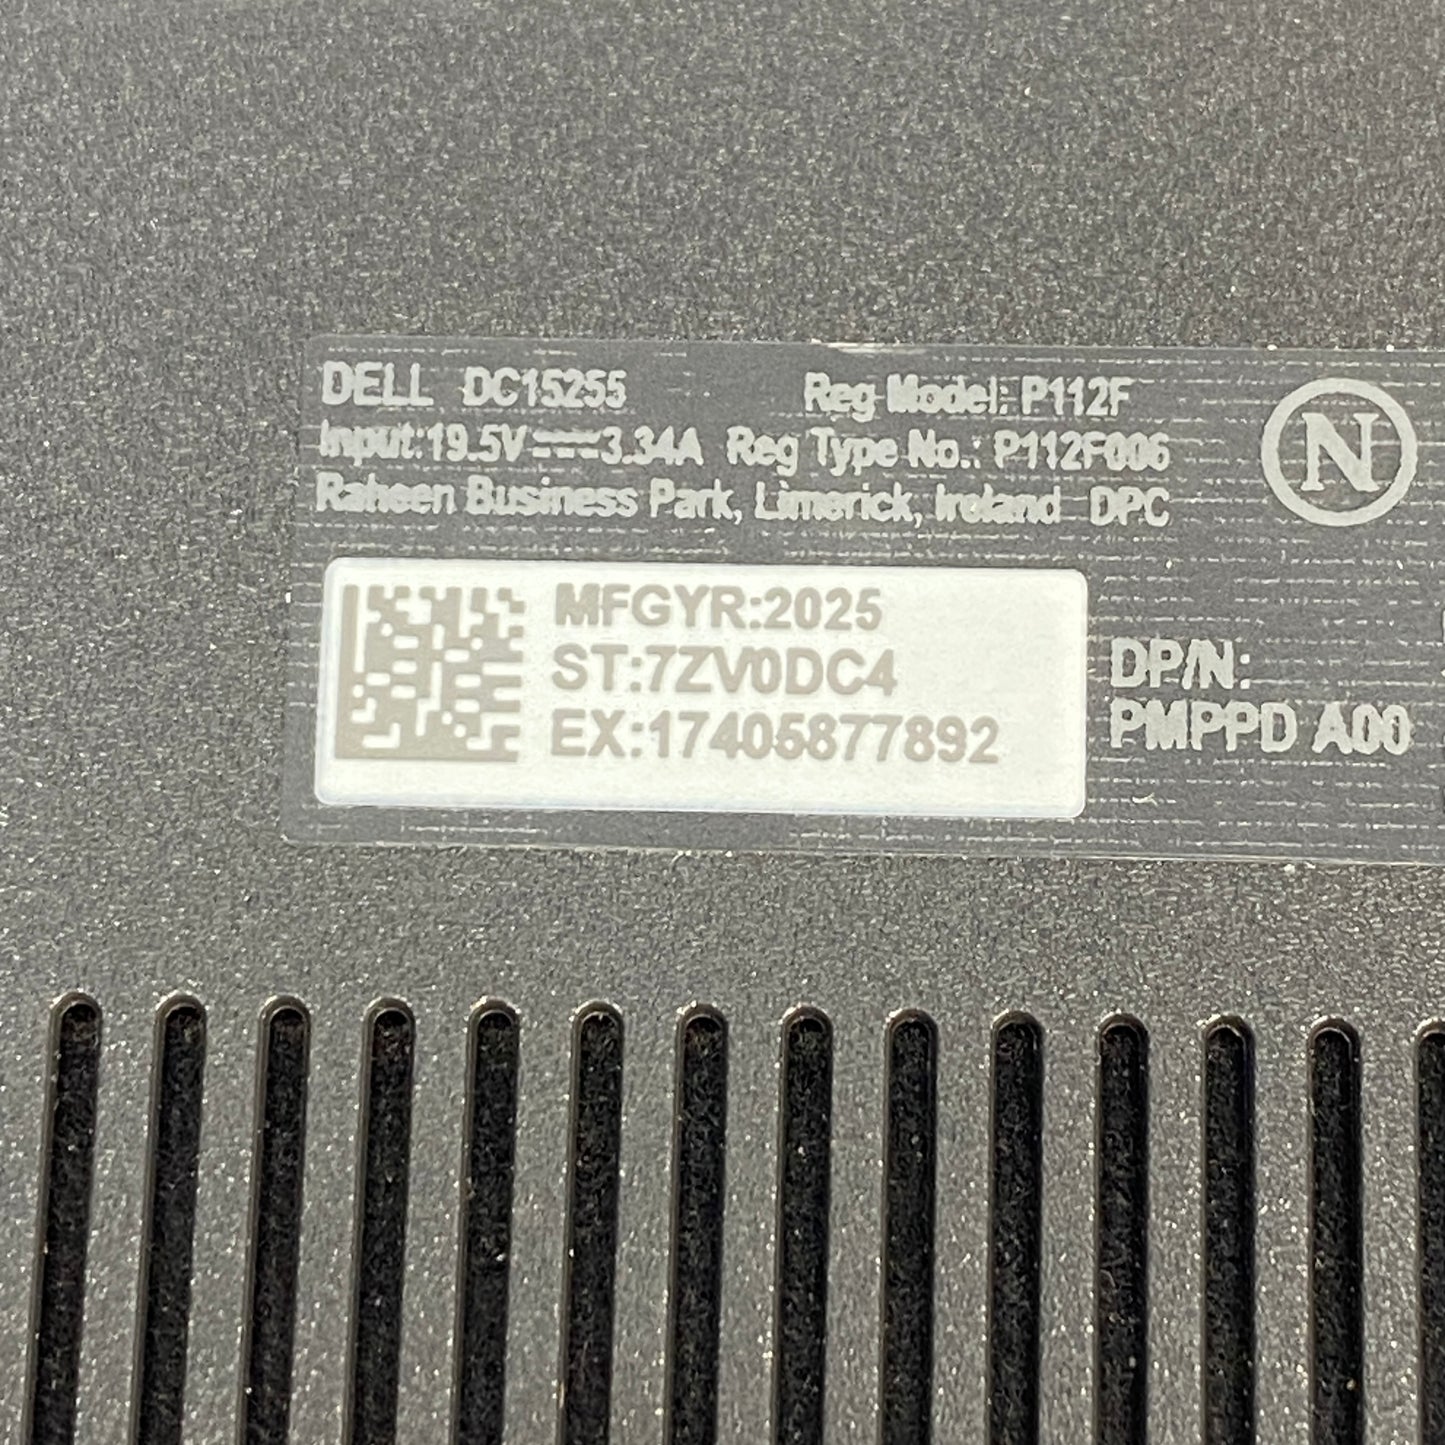 DELL DC15255 Reg Model: P112F
Input:19.5V⎓3.34A Reg Type No.: P112F006
Raheen Business Park, Limerick, Ireland DPC
N
MFGYR:2025
ST:7ZV0DC4
EX:17405877892
DP/N:
PMPPD A00